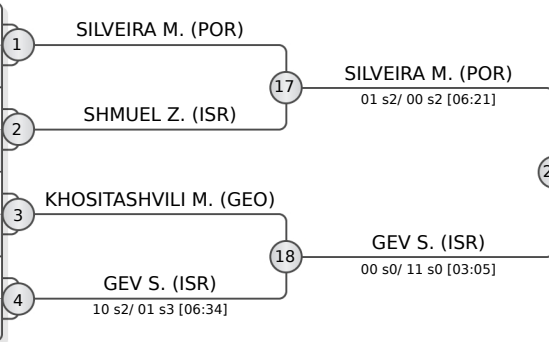 SILVEIRA M. (POR)
1
17
SILVEIRA M. (POR)
01 s2/ 00 s2 [06:21]
SHMUEL Z. (ISR)
2
KHOSITASHVILI M. (GEO)
3
18
GEV S. (ISR)
00 s0/ 11 s0 [03:05]
GEV S. (ISR)
4
10 s2/ 01 s3 [06:34]